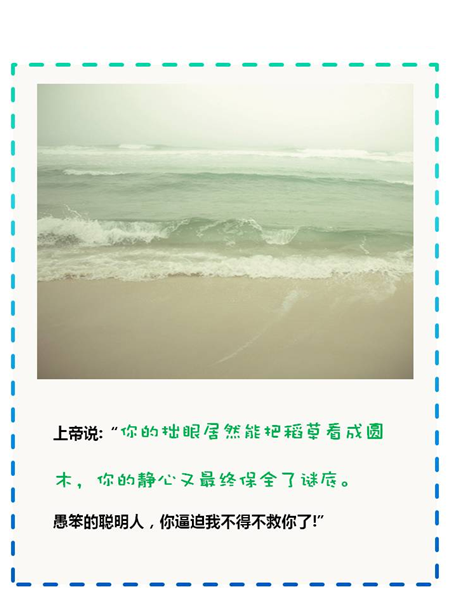 上帝说:“你的拙眼居然能把稻草看成圆
木，你的静心又最终保全了谜底。
愚笨的聪明人，你逼迫我不得不救你了!”